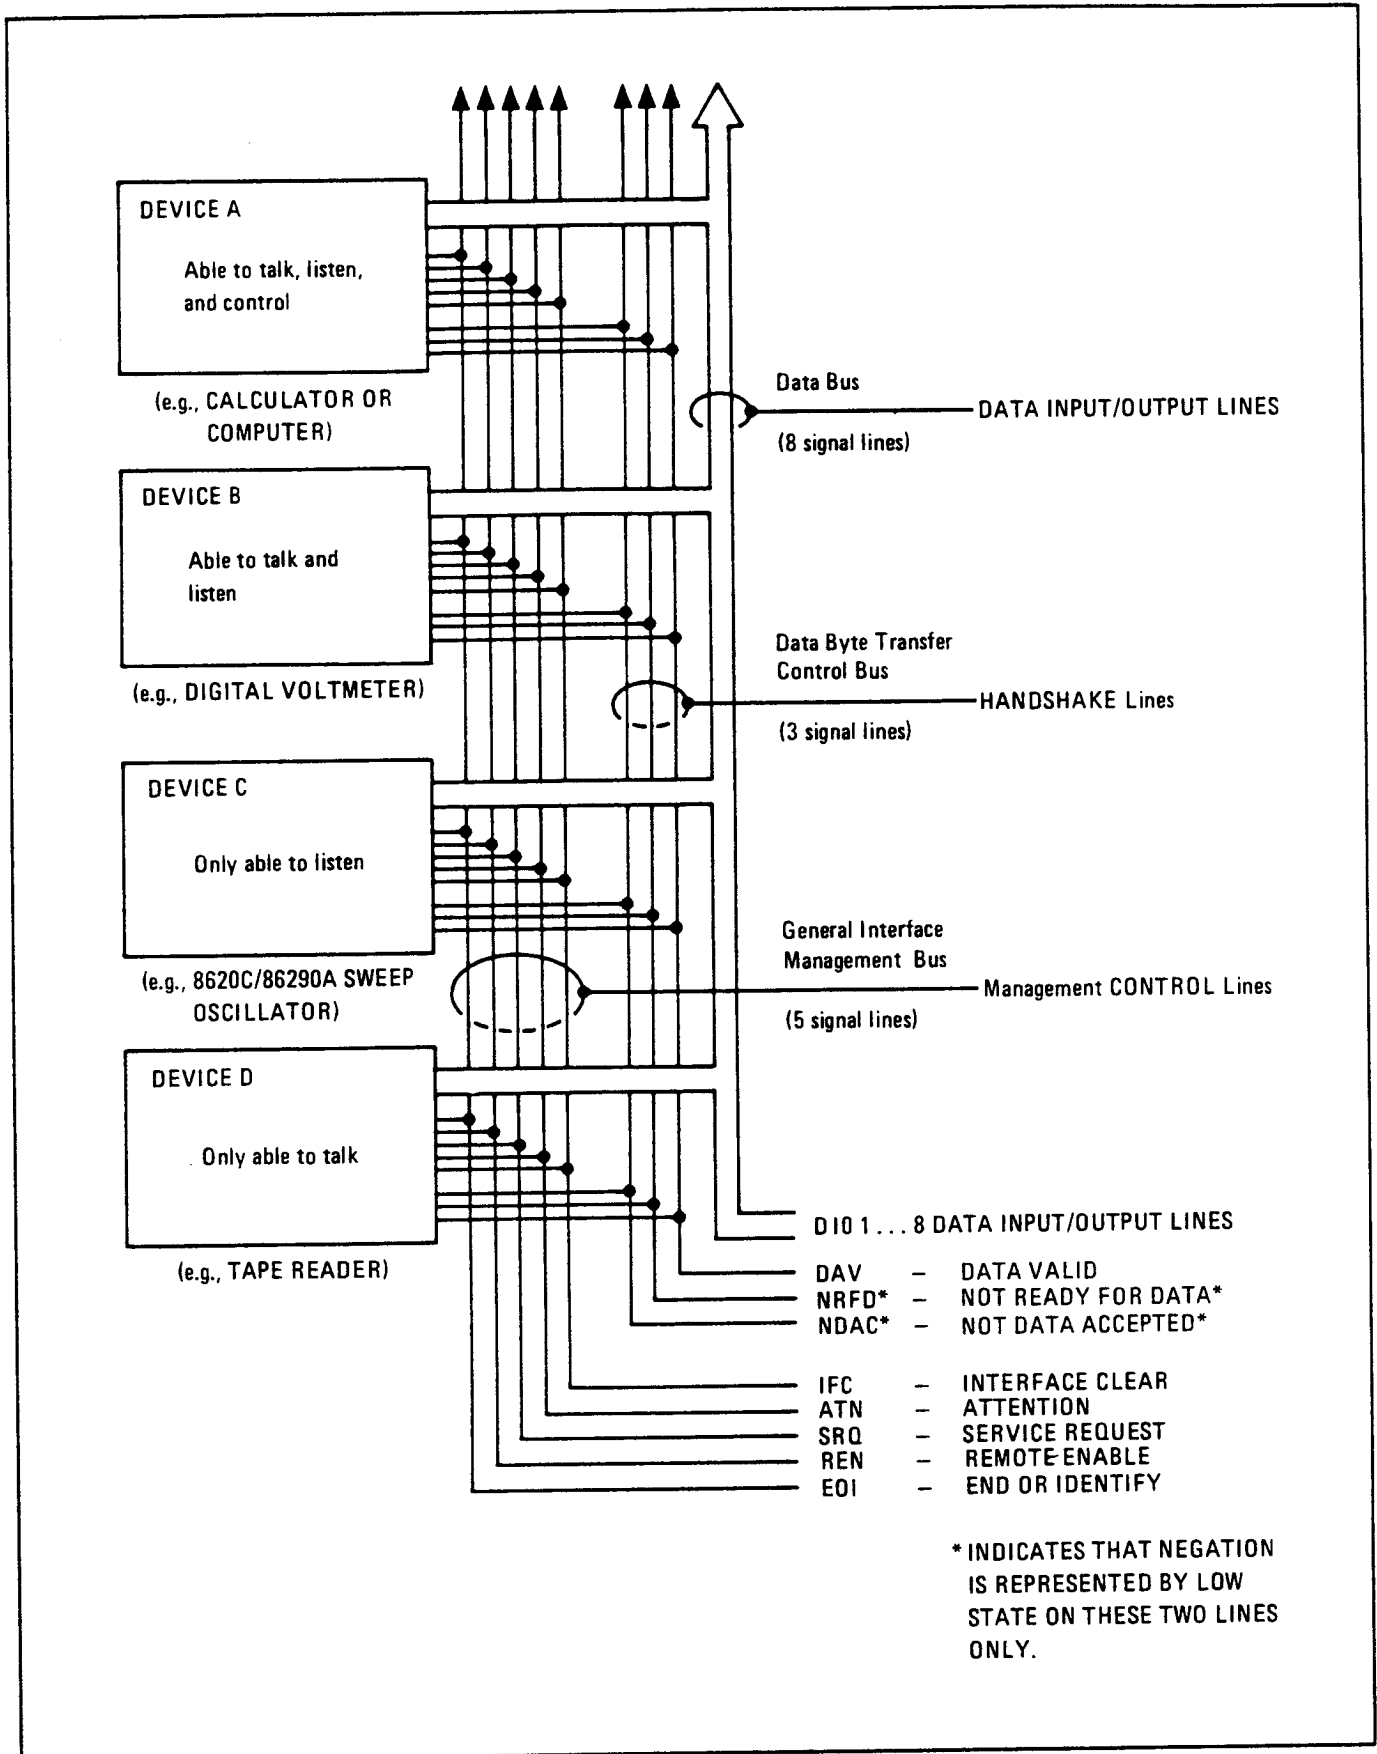 DEVICE A
Able to talk, listen,
and control
(e.g., CALCULATOR OR
COMPUTER)
Data Bus
DATA INPUT/OUTPUT LINES
(8 signal lines)
DEVICE B
Able to talk and
listen
(e.g., DIGITAL VOLTMETER)
Data Byte Transfer
Control Bus
HANDSHAKE Lines
(3 signal lines)
DEVICE C
Only able to listen
(e.g., 8620C/86290A SWEEP
OSCILLATOR)
General Interface
Management Bus
Management CONTROL Lines
(5 signal lines)
DEVICE D
Only able to talk
(e.g., TAPE READER)
DIO 1...8 DATA INPUT/OUTPUT LINES
DAV – DATA VALID
NRFD* – NOT READY FOR DATA*
NDAC* – NOT DATA ACCEPTED*
IFC – INTERFACE CLEAR
ATN – ATTENTION
SRQ – SERVICE REQUEST
REN – REMOTE ENABLE
EOI – END OR IDENTIFY
* INDICATES THAT NEGATION
IS REPRESENTED BY LOW
STATE ON THESE TWO LINES
ONLY.